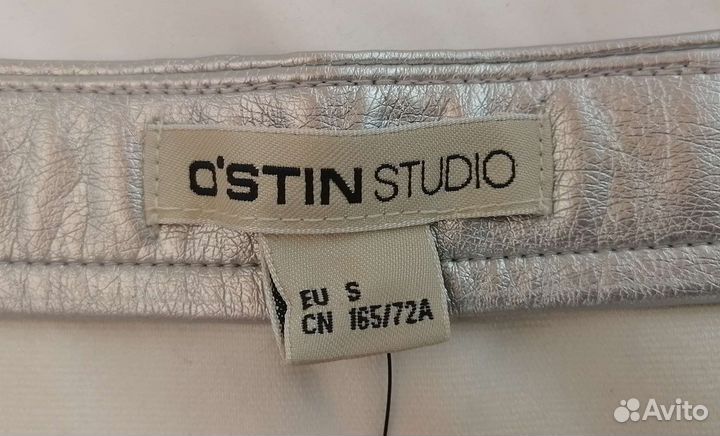 O'STIN STUDIO
EU S
CN 165/72A
Avito